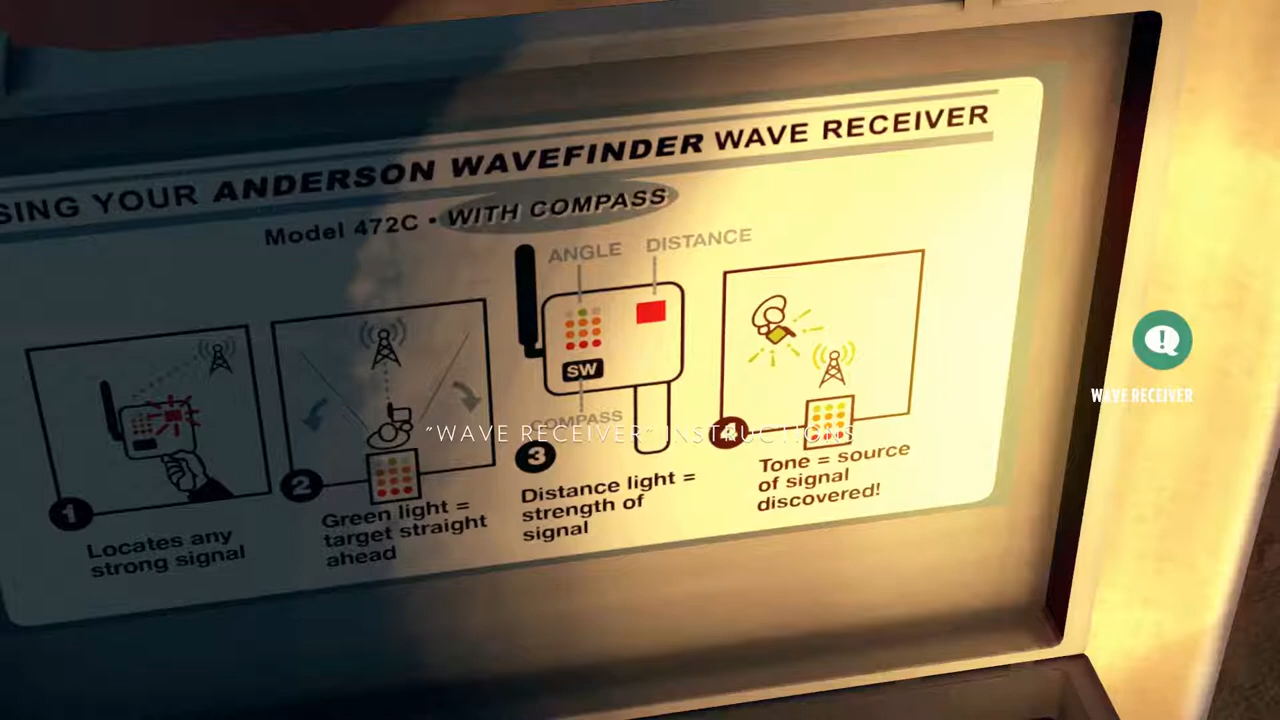 SING YOUR ANDERSON WAVEFINDER WAVE RECEIVER
Model 472C • WITH COMPASS
ANGLE DISTANCE
SW
COMPASS
1
Locates any
strong signal
2
Green light =
target straight
ahead
3
Distance light =
strength of
signal
4
Tone = source
of signal
discovered!
"WAVE RECEIVER" INSTRUCTIONS
!
WAVE RECEIVER